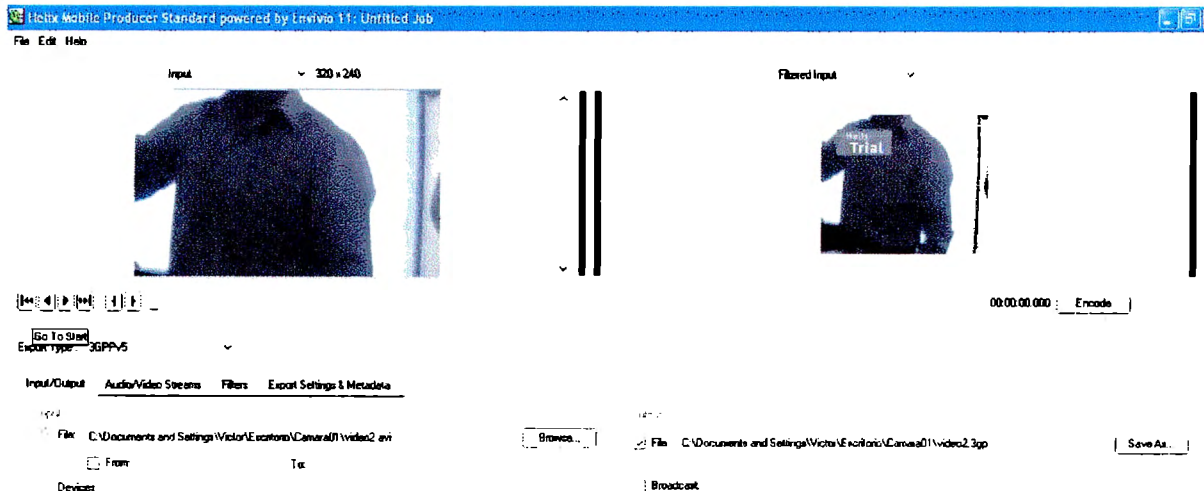 Helix Mobile Producer Standard powered by Envivio 11: Untitled Job
File Edit Help
Input 320 x 240
Filtered Input
Helix
Trial
00:00:00.000 Encode
Go To Start
Export Type: 3GPPv5
Input/Output Audio/Video Streams Filters Export Settings & Metadata
Input
File: C:\Documents and Settings\Victor\Escritorio\Camara01\video2.avi Browse...
File C:\Documents and Settings\Victor\Escritorio\Camara01\video2.3gp Save As...
From To:
Devices
Broadcast